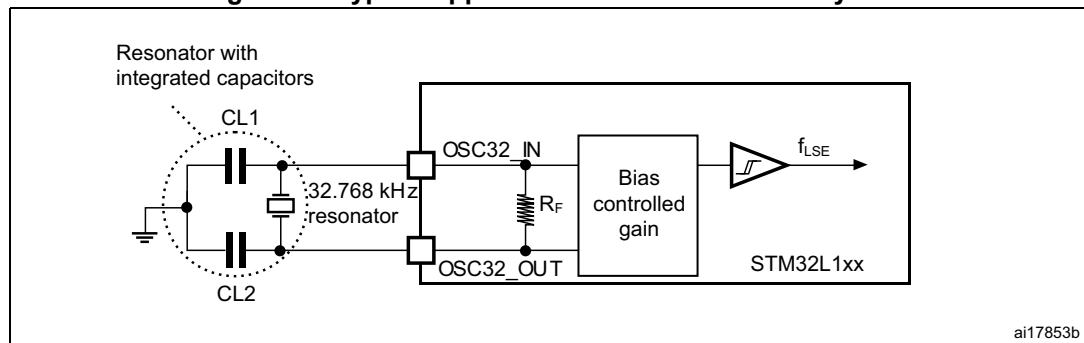 Resonator with
integrated capacitors
CL1
OSC32_IN
fLSE
32.768 kHz
resonator
RF
Bias
controlled
gain
OSC32_OUT
STM32L1xx
CL2
ai17853b